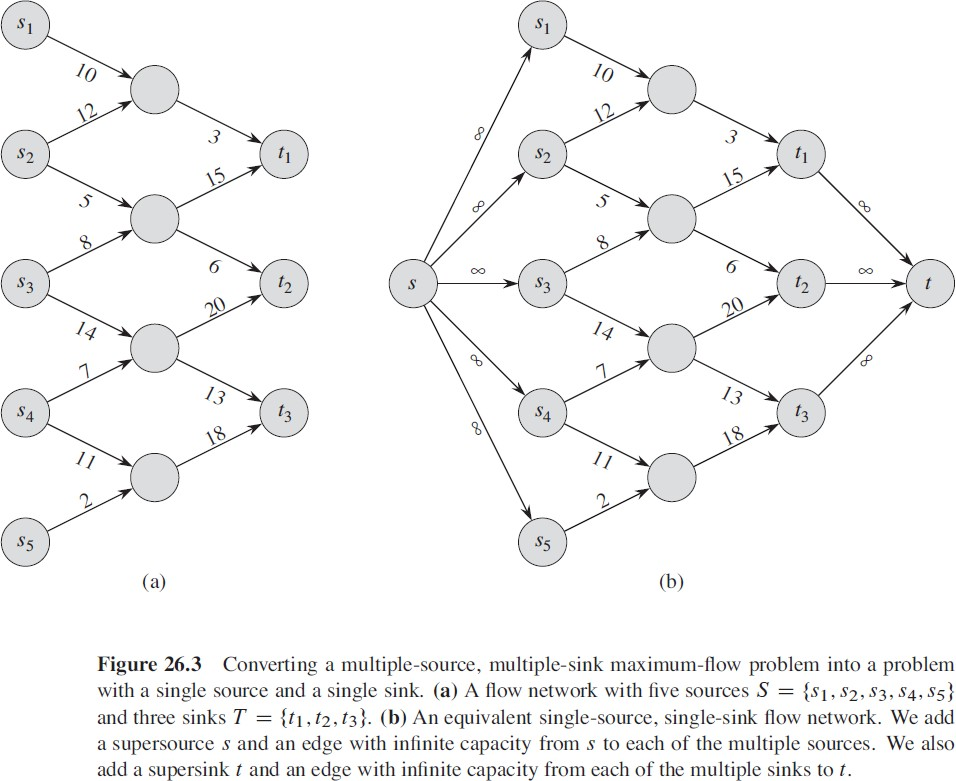 s1 s1
10 10
12 12
3 3
s2 t1 s2 t1
∞
15 15
5 5
∞ ∞
8 8
6 6
s3 t2 s ∞ s3 t2 ∞ t
20 20
14 14
7 ∞ 7 ∞
13 13
s4 t3 s4 t3
18 ∞ 18
11 11
2 2
s5 s5
(a) (b)
Figure 26.3 Converting a multiple-source, multiple-sink maximum-flow problem into a problem
with a single source and a single sink. (a) A flow network with five sources S = {s1, s2, s3, s4, s5}
and three sinks T = {t1, t2, t3}. (b) An equivalent single-source, single-sink flow network. We add
a supersource s and an edge with infinite capacity from s to each of the multiple sources. We also
add a supersink t and an edge with infinite capacity from each of the multiple sinks to t.